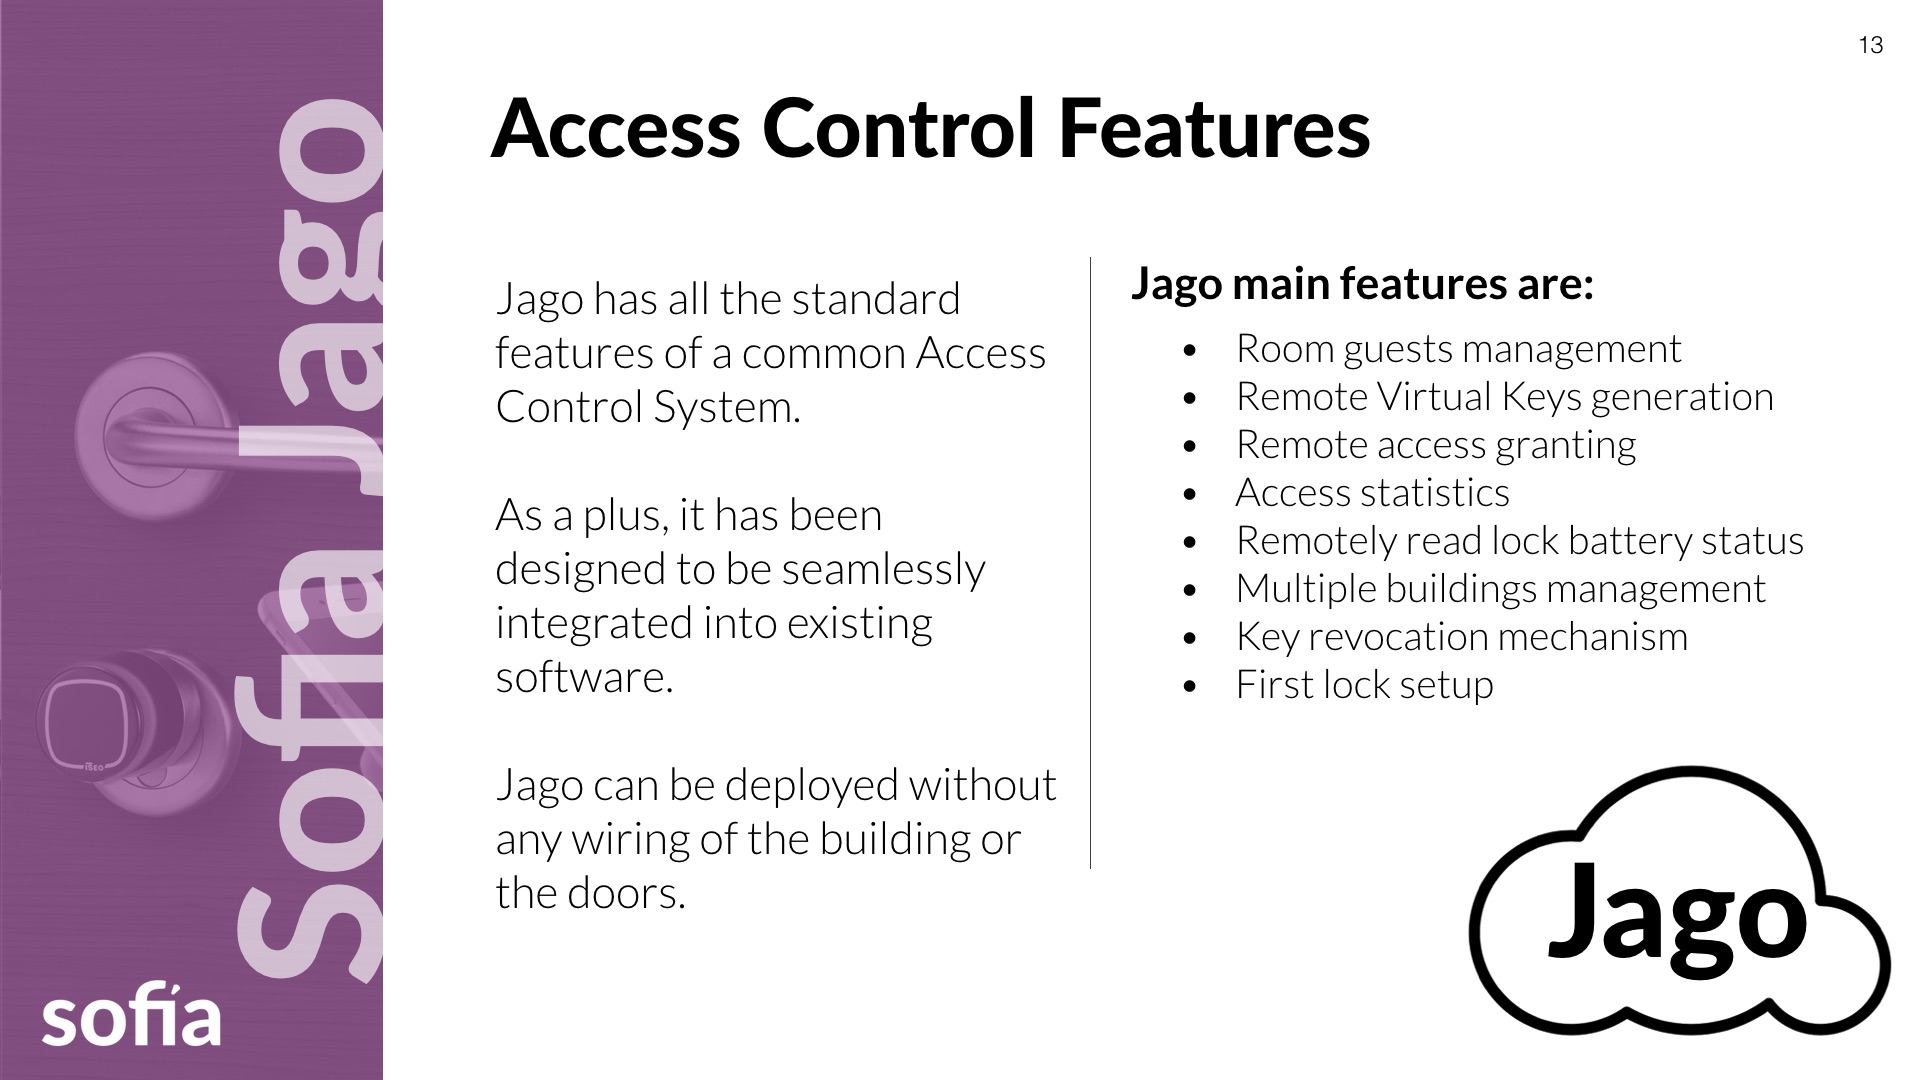 13
Access Control Features
Jago has all the standard
features of a common Access
Control System.
As a plus, it has been
designed to be seamlessly
integrated into existing
software.
Jago can be deployed without
any wiring of the building or
the doors.
Jago main features are:
• Room guests management
• Remote Virtual Keys generation
• Remote access granting
• Access statistics
• Remotely read lock battery status
• Multiple buildings management
• Key revocation mechanism
• First lock setup
Jago
Sofia Jago
iseo
sofía